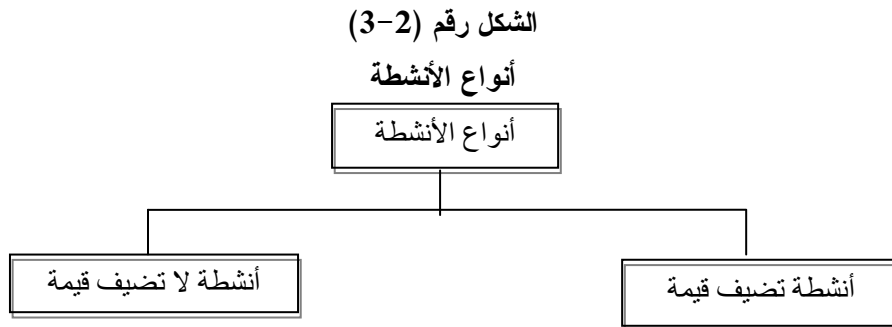 الشكل رقم (2-3)
أنواع الأنشطة
أنواع الأنشطة
أنشطة تضيف قيمة
أنشطة لا تضيف قيمة